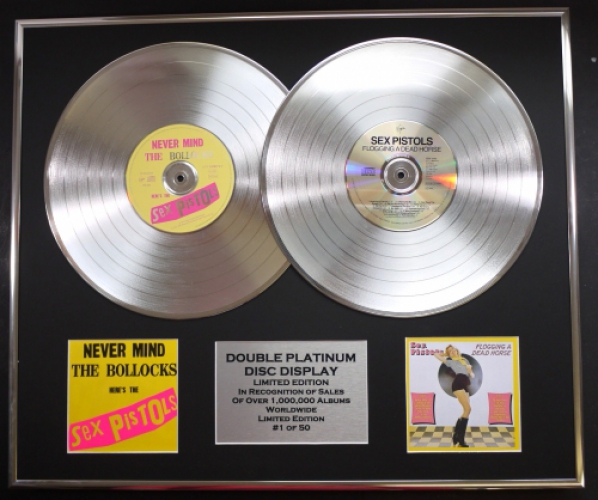 NEVER MIND
THE BOLLOCKS
HERE'S THE
Sex PISTOLS
SEX PISTOLS
FLOGGING A DEAD HORSE
NEVER MIND
THE BOLLOCKS
HERE'S THE
Sex PISTOLS
DOUBLE PLATINUM
DISC DISPLAY
LIMITED EDITION
IN RECOGNITION OF SALES
OF OVER 1,000,000 ALBUMS
WORLDWIDE
LIMITED EDITION
#1 OF 50
Sex Pistols
FLOGGING A
DEAD HORSE